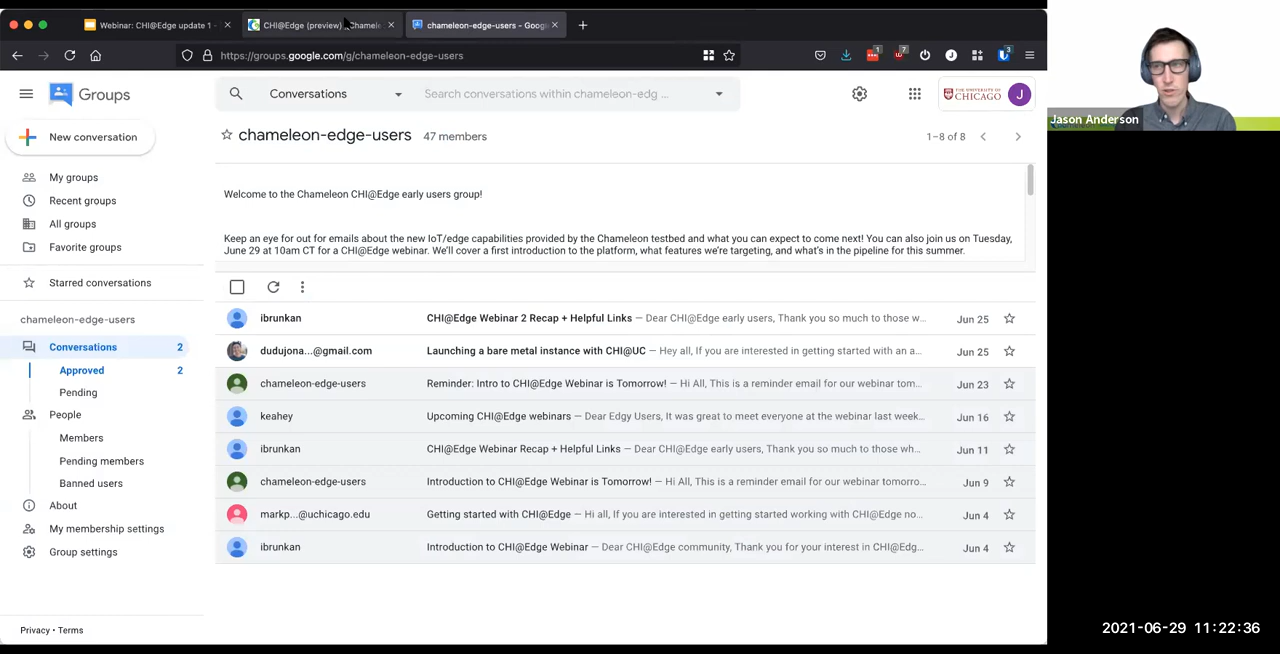 Webinar: CHI@Edge update 1 -
CHI@Edge (preview) | Chamele
chameleon-edge-users - Goog
https://groups.google.com/g/chameleon-edge-users
1
7
J
3
Groups
Conversations
Search conversations within chameleon-edg ...
THE UNIVERSITY OF
CHICAGO
J
Jason Anderson
New conversation
chameleon-edge-users 47 members
1–8 of 8
My groups
Recent groups
All groups
Favorite groups
Starred conversations
chameleon-edge-users
Conversations 2
Approved 2
Pending
People
Members
Pending members
Banned users
About
My membership settings
Group settings
Privacy • Terms
Welcome to the Chameleon CHI@Edge early users group!
Keep an eye for out for emails about the new IoT/edge capabilities provided by the Chameleon testbed and what you can expect to come next! You can also join us on Tuesday,
June 29 at 10am CT for a CHI@Edge webinar. We'll cover a first introduction to the platform, what features we're targeting, and what's in the pipeline for this summer.
ibrunkan CHI@Edge Webinar 2 Recap + Helpful Links — Dear CHI@Edge early users, Thank you so much to those w... Jun 25
dudujona...@gmail.com Launching a bare metal instance with CHI@UC — Hey all, If you are interested in getting started with an a... Jun 25
chameleon-edge-users Reminder: Intro to CHI@Edge Webinar is Tomorrow! — Hi All, This is a reminder email for our webinar tom... Jun 23
keahey Upcoming CHI@Edge webinars — Dear Edgy Users, It was great to meet everyone at the webinar last week... Jun 16
ibrunkan CHI@Edge Webinar Recap + Helpful Links — Dear CHI@Edge early users, Thank you so much to those wh... Jun 11
chameleon-edge-users Introduction to CHI@Edge Webinar is Tomorrow! — Hi All, This is a reminder email for our webinar tomorro... Jun 9
markp...@uchicago.edu Getting started with CHI@Edge — Hi all, If you are interested in getting started working with CHI@Edge no... Jun 4
ibrunkan Introduction to CHI@Edge Webinar — Dear CHI@Edge community, Thank you for your interest in CHI@Edg... Jun 4
2021-06-29 11:22:36